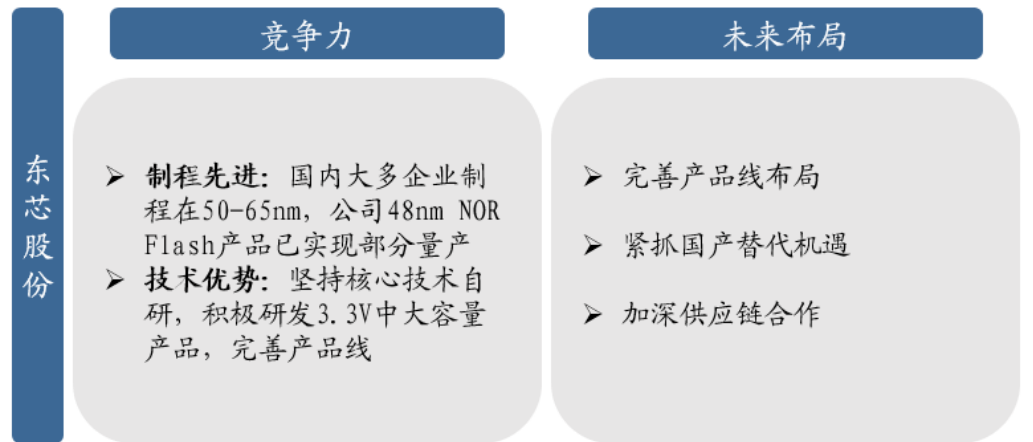 东芯股份
竞争力
➢ 制程先进：国内大多企业制
程在50-65nm，公司48nm NOR
Flash产品已实现部分量产
➢ 技术优势：坚持核心技术自
研，积极研发3.3V中大容量
产品，完善产品线
未来布局
➢ 完善产品线布局
➢ 紧抓国产替代机遇
➢ 加深供应链合作